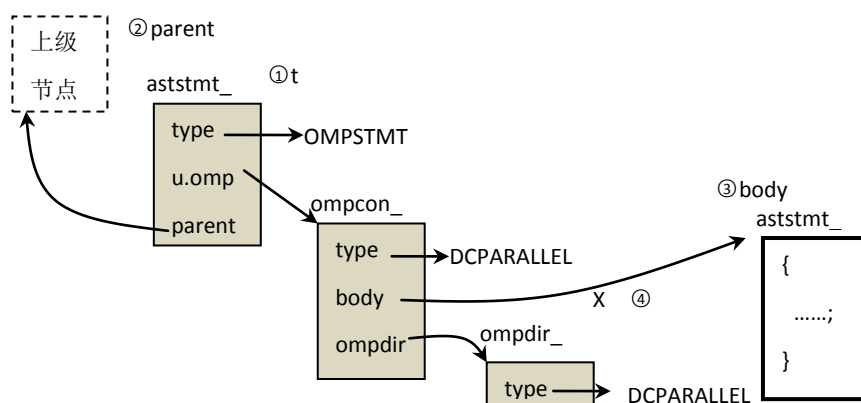 上级
节点
②parent
①t
aststmt_
type
OMPSTMT
u.omp
parent
ompcon_
type
DCPARALLEL
body
X ④
ompdir
③body
aststmt_
{
……;
}
ompdir_
type
DCPARALLEL